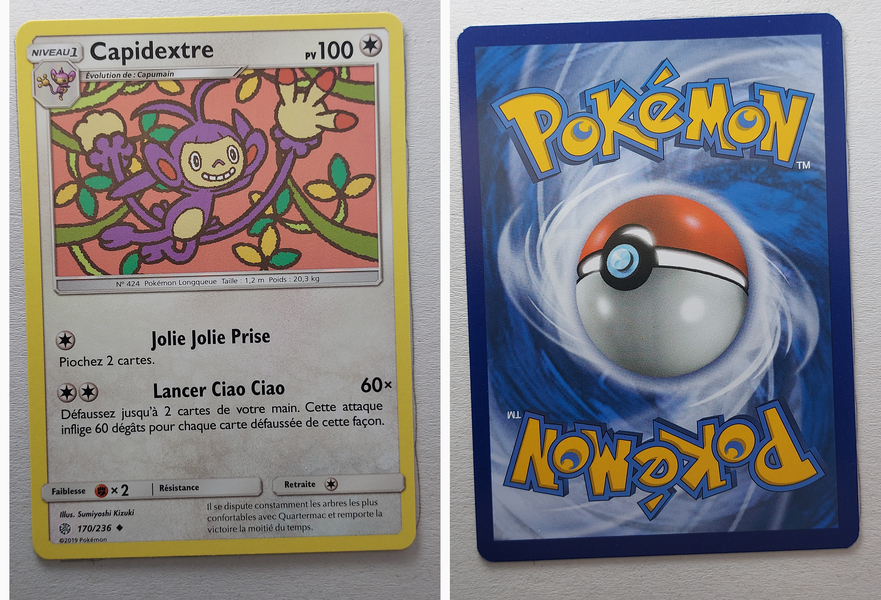 NIVEAU 1
Capidextre
PV 100
Évolution de : Capumain
N° 424 Pokémon Longqueue Taille : 1,2 m Poids : 20,3 kg
Jolie Jolie Prise
Piochez 2 cartes.
Lancer Ciao Ciao 60×
Défaussez jusqu'à 2 cartes de votre main. Cette attaque
inflige 60 dégâts pour chaque carte défaussée de cette façon.
Faiblesse ×2 Résistance Retraite
Illus. Sumiyoshi Kizuki
170/236
©2019 Pokémon
Il se dispute constamment les arbres les plus
confortables avec Quartermac et remporte la
victoire la moitié du temps.
POKéMON
TM
POKéMON
TM